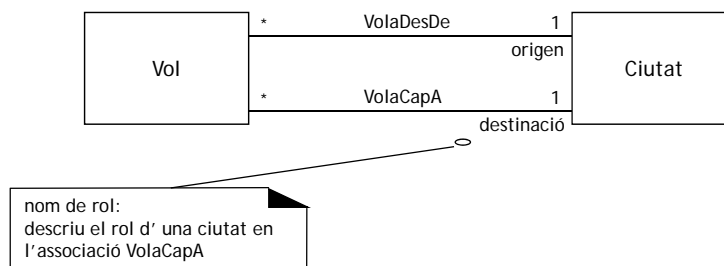 * VolaDesDe 1
origen
Vol
Ciutat
* VolaCapA 1
destinació
nom de rol:
descriu el rol d' una ciutat en
l'associació VolaCapA